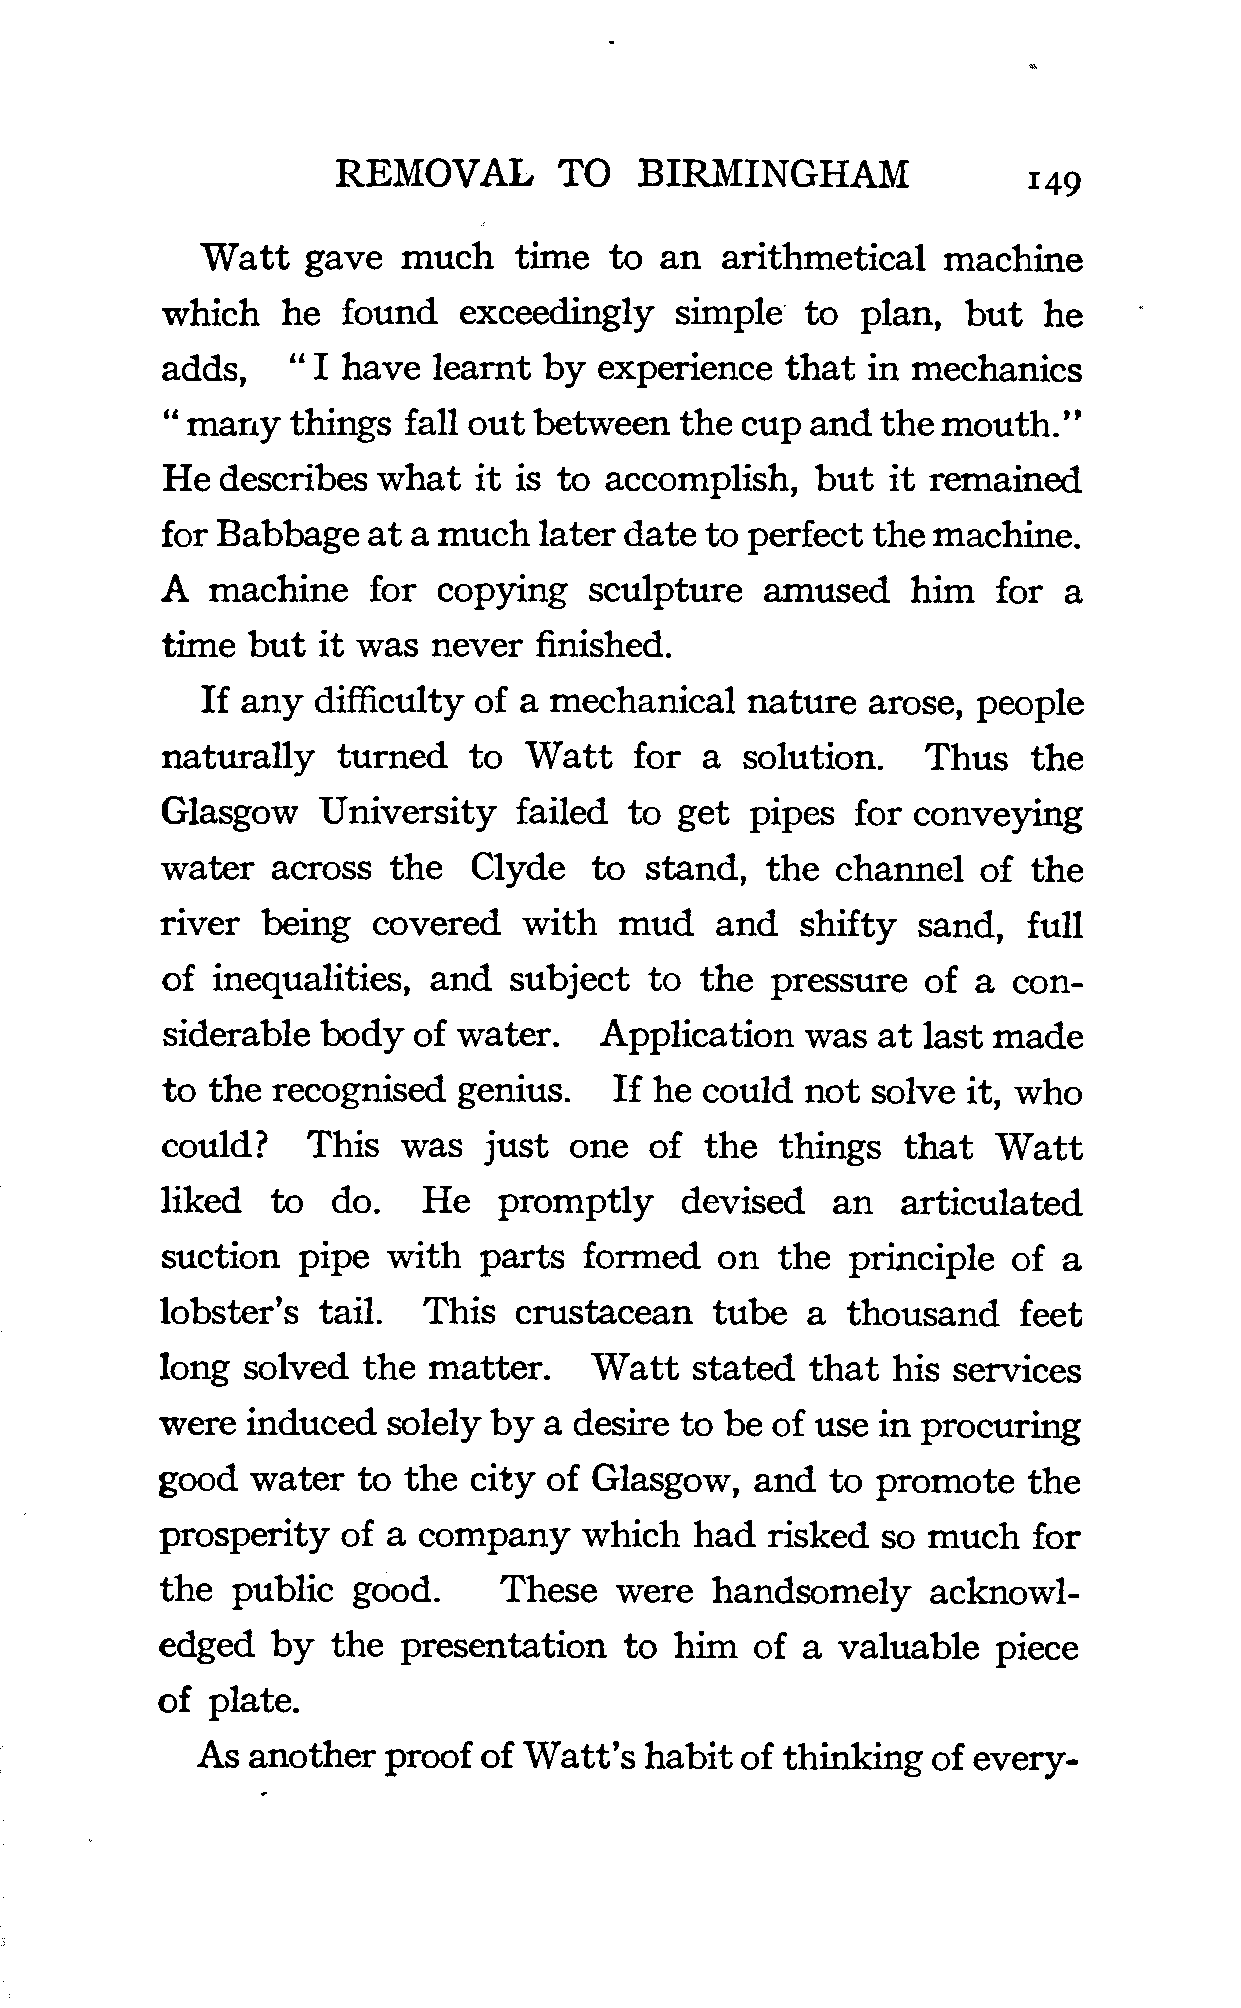 REMOVAL TO BIRMINGHAM 149
Watt gave much time to an arithmetical machine
which he found exceedingly simple to plan, but he
adds, "I have learnt by experience that in mechanics
"many things fall out between the cup and the mouth."
He describes what it is to accomplish, but it remained
for Babbage at a much later date to perfect the machine.
A machine for copying sculpture amused him for a
time but it was never finished.
If any difficulty of a mechanical nature arose, people
naturally turned to Watt for a solution. Thus the
Glasgow University failed to get pipes for conveying
water across the Clyde to stand, the channel of the
river being covered with mud and shifty sand, full
of inequalities, and subject to the pressure of a con-
siderable body of water. Application was at last made
to the recognised genius. If he could not solve it, who
could? This was just one of the things that Watt
liked to do. He promptly devised an articulated
suction pipe with parts formed on the principle of a
lobster's tail. This crustacean tube a thousand feet
long solved the matter. Watt stated that his services
were induced solely by a desire to be of use in procuring
good water to the city of Glasgow, and to promote the
prosperity of a company which had risked so much for
the public good. These were handsomely acknowl-
edged by the presentation to him of a valuable piece
of plate.
As another proof of Watt's habit of thinking of every-